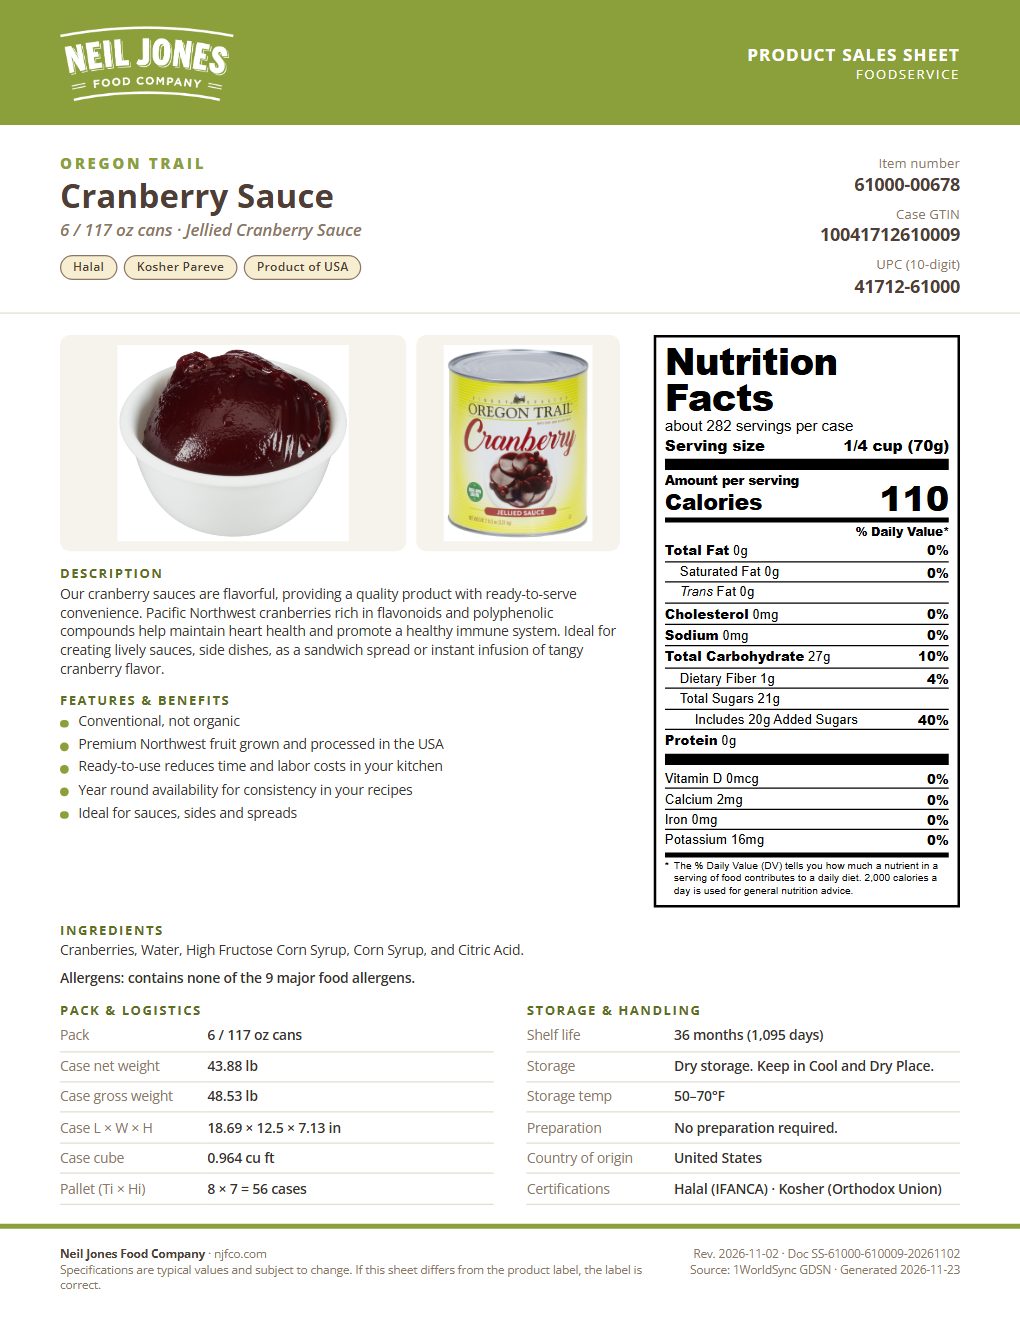 NEIL JONES
FOOD COMPANY
PRODUCT SALES SHEET
FOODSERVICE
OREGON TRAIL
Cranberry Sauce
6 / 117 oz cans · Jellied Cranberry Sauce
Halal
Kosher Pareve
Product of USA
Item number
61000-00678
Case GTIN
10041712610009
UPC (10-digit)
41712-61000
OREGON TRAIL
Cranberry
JELLIED SAUCE
DESCRIPTION
Our cranberry sauces are flavorful, providing a quality product with ready-to-serve
convenience. Pacific Northwest cranberries rich in flavonoids and polyphenolic
compounds help maintain heart health and promote a healthy immune system. Ideal for
creating lively sauces, side dishes, as a sandwich spread or instant infusion of tangy
cranberry flavor.
FEATURES & BENEFITS
Conventional, not organic
Premium Northwest fruit grown and processed in the USA
Ready-to-use reduces time and labor costs in your kitchen
Year round availability for consistency in your recipes
Ideal for sauces, sides and spreads
Nutrition
Facts
about 282 servings per case
Serving size 1/4 cup (70g)
Amount per serving
Calories 110
% Daily Value*
Total Fat 0g 0%
Saturated Fat 0g 0%
Trans Fat 0g
Cholesterol 0mg 0%
Sodium 0mg 0%
Total Carbohydrate 27g 10%
Dietary Fiber 1g 4%
Total Sugars 21g
Includes 20g Added Sugars 40%
Protein 0g
Vitamin D 0mcg 0%
Calcium 2mg 0%
Iron 0mg 0%
Potassium 16mg 0%
* The % Daily Value (DV) tells you how much a nutrient in a
serving of food contributes to a daily diet. 2,000 calories a
day is used for general nutrition advice.
INGREDIENTS
Cranberries, Water, High Fructose Corn Syrup, Corn Syrup, and Citric Acid.
Allergens: contains none of the 9 major food allergens.
PACK & LOGISTICS
Pack 6 / 117 oz cans
Case net weight 43.88 lb
Case gross weight 48.53 lb
Case L × W × H 18.69 × 12.5 × 7.13 in
Case cube 0.964 cu ft
Pallet (Ti × Hi) 8 × 7 = 56 cases
STORAGE & HANDLING
Shelf life 36 months (1,095 days)
Storage Dry storage. Keep in Cool and Dry Place.
Storage temp 50–70°F
Preparation No preparation required.
Country of origin United States
Certifications Halal (IFANCA) · Kosher (Orthodox Union)
Neil Jones Food Company · njfco.com
Specifications are typical values and subject to change. If this sheet differs from the product label, the label is
correct.
Rev. 2026-11-02 · Doc SS-61000-610009-20261102
Source: 1WorldSync GDSN · Generated 2026-11-23